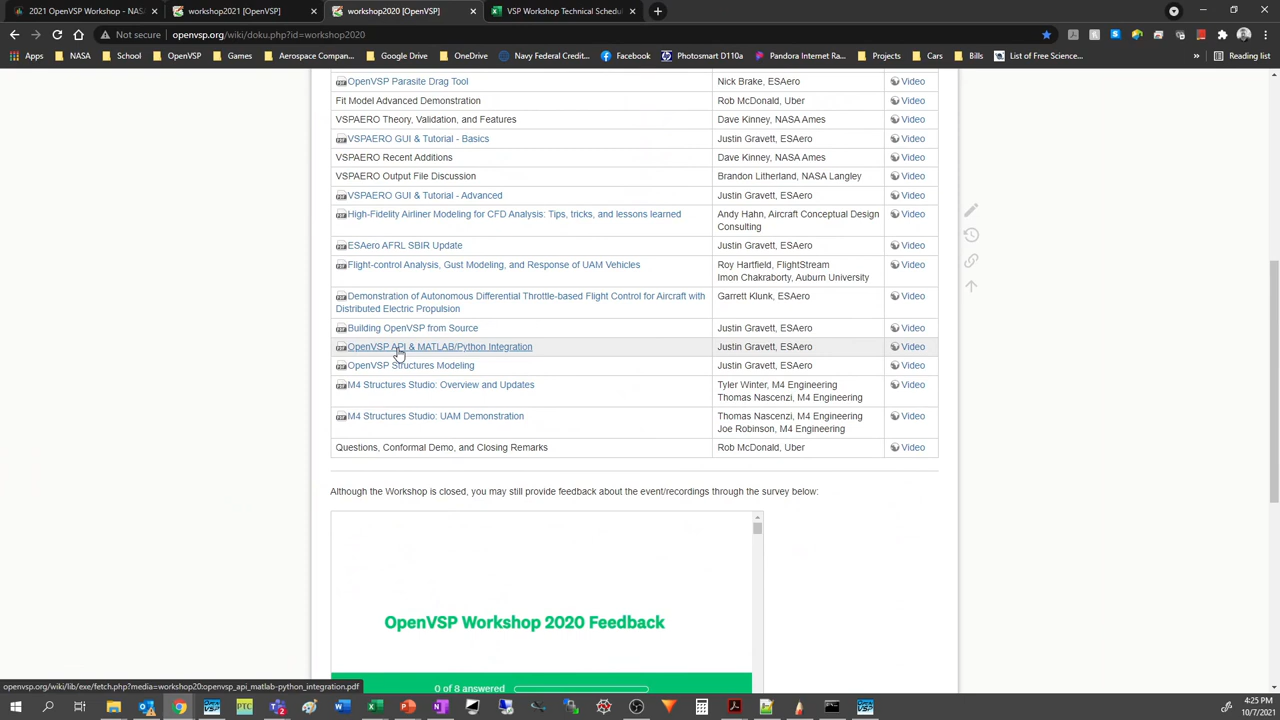 2021 OpenVSP Workshop - NAS
workshop2021 [OpenVSP]
workshop2020 [OpenVSP]
VSP Workshop Technical Schedu
Not secure
openvsp.org/wiki/doku.php?id=workshop2020
Apps
NASA
School
OpenVSP
Games
Aerospace Compan...
Google Drive
OneDrive
Navy Federal Credit...
Facebook
Photosmart D110a
Pandora Internet Ra...
Projects
Cars
Bills
List of Free Science...
»
Reading list
OpenVSP Parasite Drag Tool Nick Brake, ESAero Video
Fit Model Advanced Demonstration Rob McDonald, Uber Video
VSPAERO Theory, Validation, and Features Dave Kinney, NASA Ames Video
VSPAERO GUI & Tutorial - Basics Justin Gravett, ESAero Video
VSPAERO Recent Additions Dave Kinney, NASA Ames Video
VSPAERO Output File Discussion Brandon Litherland, NASA Langley Video
VSPAERO GUI & Tutorial - Advanced Justin Gravett, ESAero Video
High-Fidelity Airliner Modeling for CFD Analysis: Tips, tricks, and lessons learned Andy Hahn, Aircraft Conceptual Design Video
Consulting
ESAero AFRL SBIR Update Justin Gravett, ESAero Video
Flight-control Analysis, Gust Modeling, and Response of UAM Vehicles Roy Hartfield, FlightStream Video
Imon Chakraborty, Auburn University
Demonstration of Autonomous Differential Throttle-based Flight Control for Aircraft with Garrett Klunk, ESAero Video
Distributed Electric Propulsion
Building OpenVSP from Source Justin Gravett, ESAero Video
OpenVSP API & MATLAB/Python Integration Justin Gravett, ESAero Video
OpenVSP Structures Modeling Justin Gravett, ESAero Video
M4 Structures Studio: Overview and Updates Tyler Winter, M4 Engineering Video
Thomas Nascenzi, M4 Engineering
M4 Structures Studio: UAM Demonstration Thomas Nascenzi, M4 Engineering Video
Joe Robinson, M4 Engineering
Questions, Conformal Demo, and Closing Remarks Rob McDonald, Uber Video
Although the Workshop is closed, you may still provide feedback about the event/recordings through the survey below:
OpenVSP Workshop 2020 Feedback
0 of 8 answered
openvsp.org/wiki/lib/exe/fetch.php?media=workshop20:openvsp_api_matlab-python_integration.pdf
PTC
4:25 PM
10/7/2021